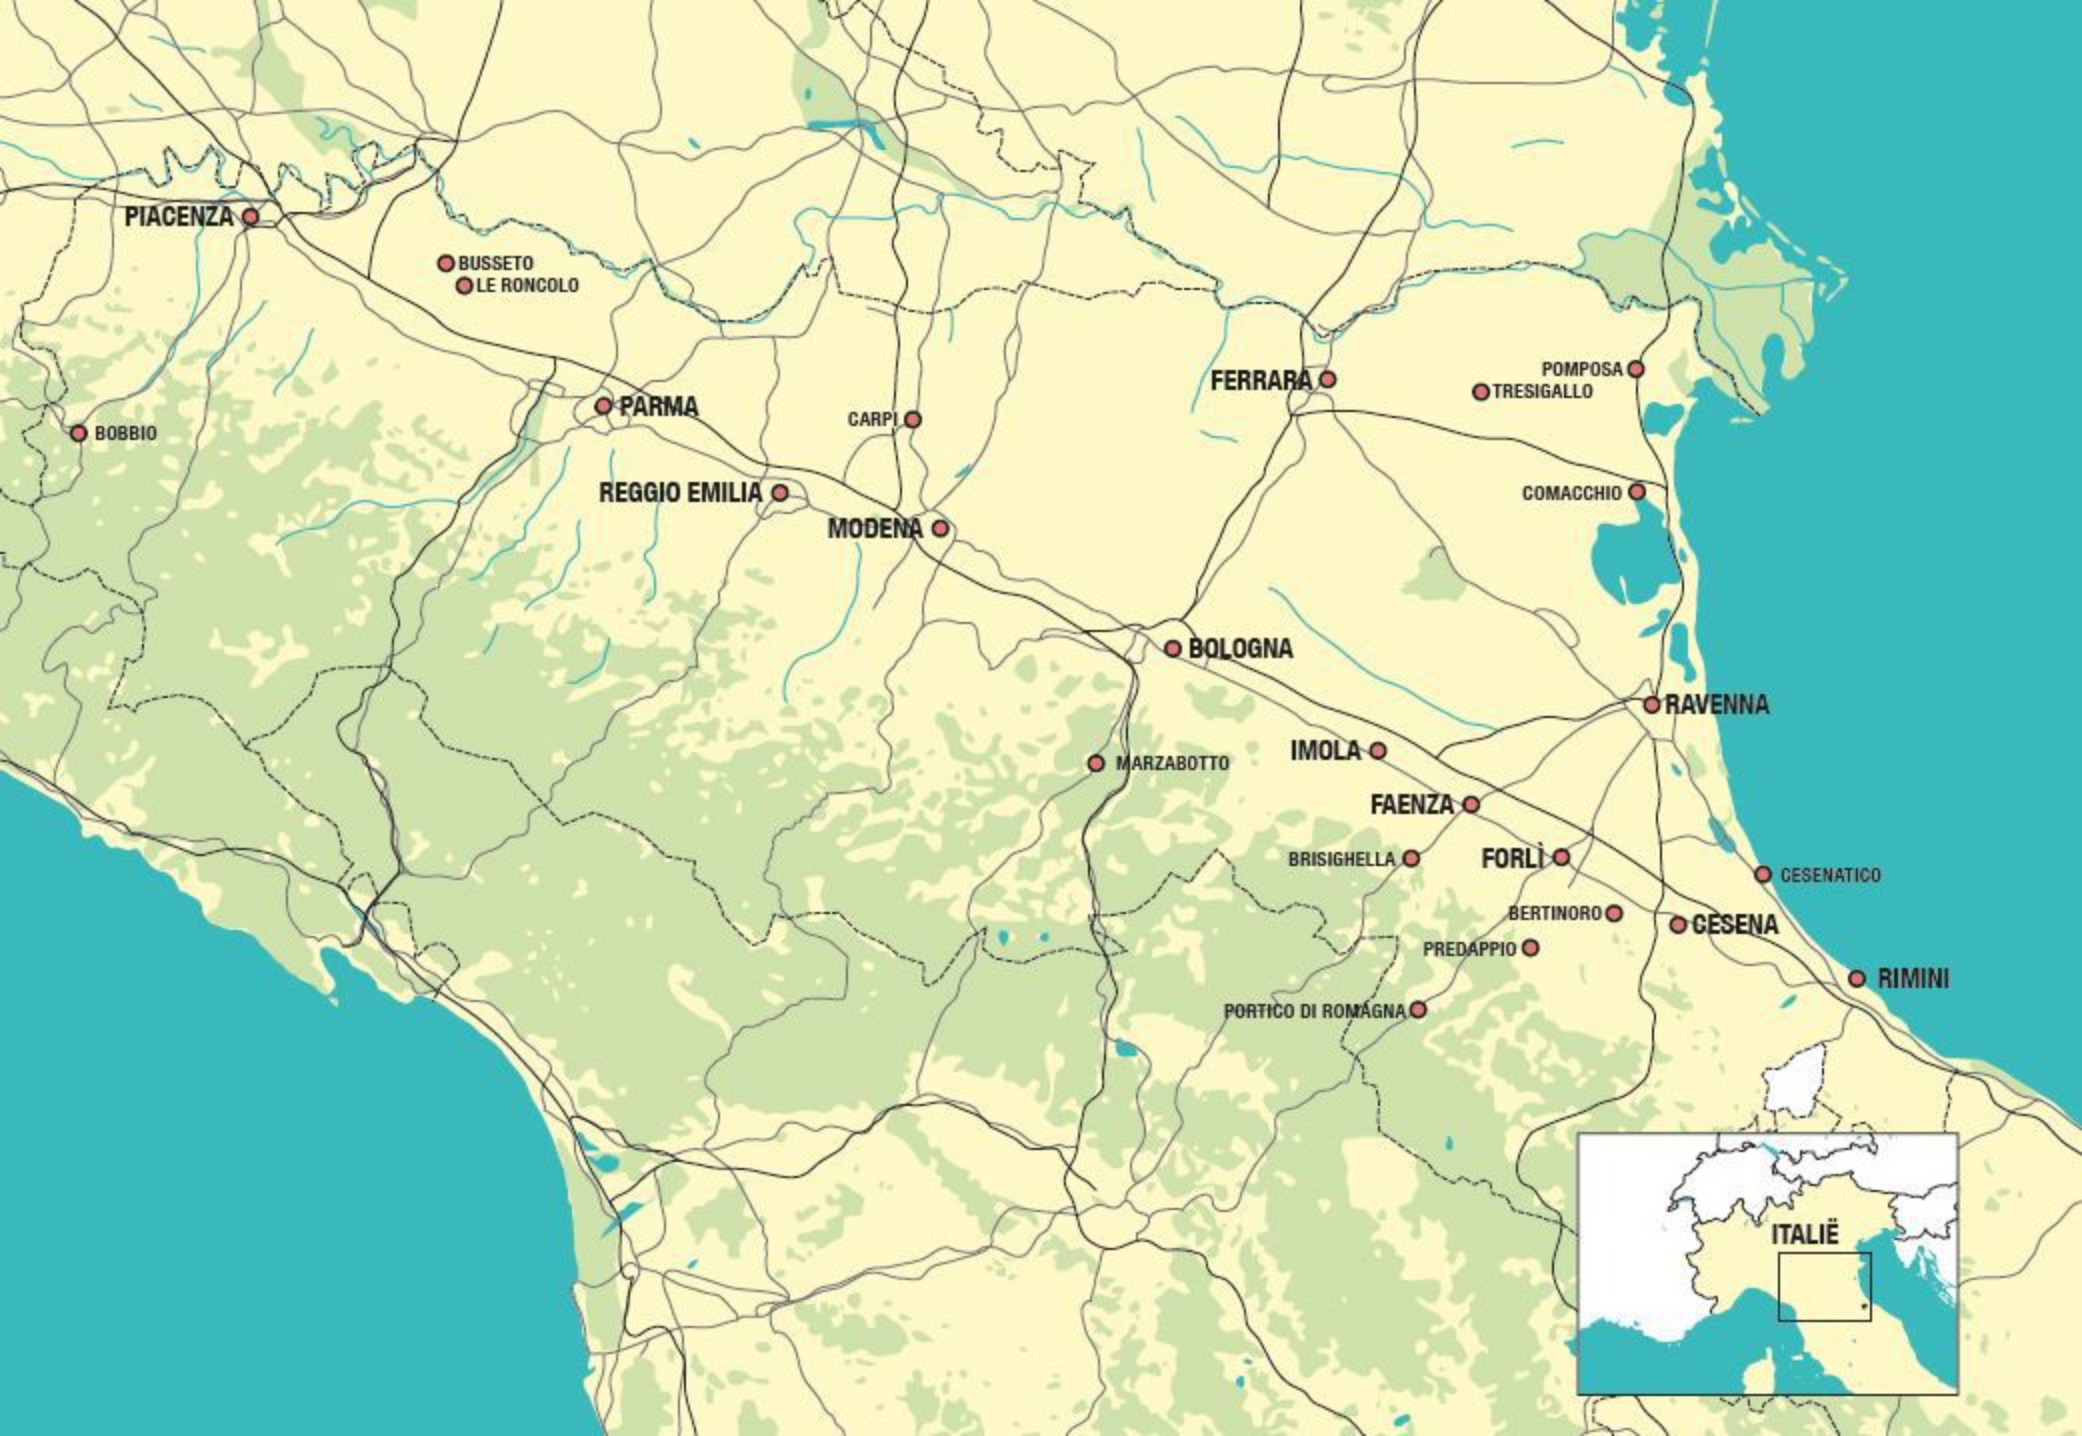 PIACENZA
BUSSETO
LE RONCOLO
POMPOSA
FERRARA
TRESIGALLO
PARMA
CARPI
BOBBIO
REGGIO EMILIA
COMACCHIO
MODENA
BOLOGNA
RAVENNA
IMOLA
MARZABOTTO
FAENZA
BRISIGHELLA
FORLÌ
CESENATICO
BERTINORO
CESENA
PREDAPPIO
RIMINI
PORTICO DI ROMAGNA
ITALIË